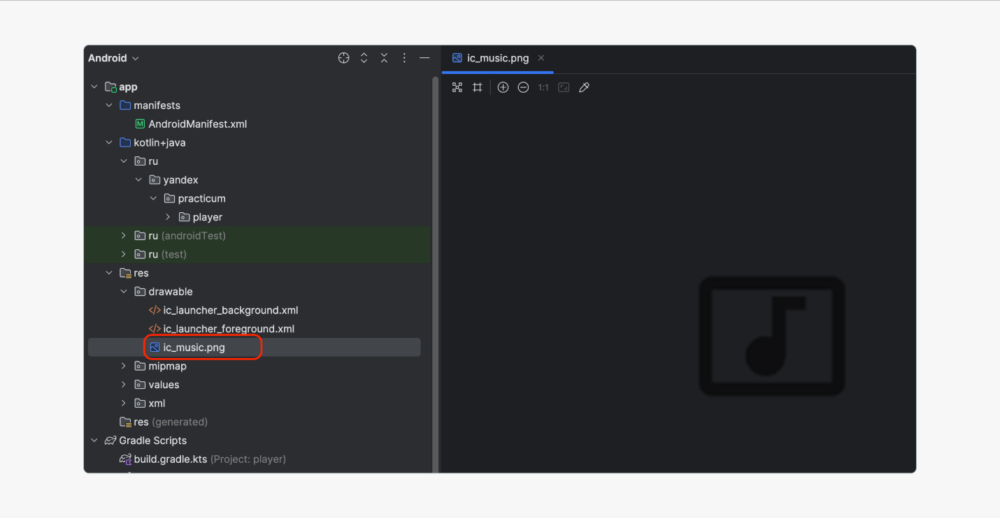 Android
app
manifests
AndroidManifest.xml
kotlin+java
ru
yandex
practicum
player
ru (androidTest)
ru (test)
res
drawable
ic_launcher_background.xml
ic_launcher_foreground.xml
ic_music.png
mipmap
values
xml
res (generated)
Gradle Scripts
build.gradle.kts (Project: player)
ic_music.png
1:1